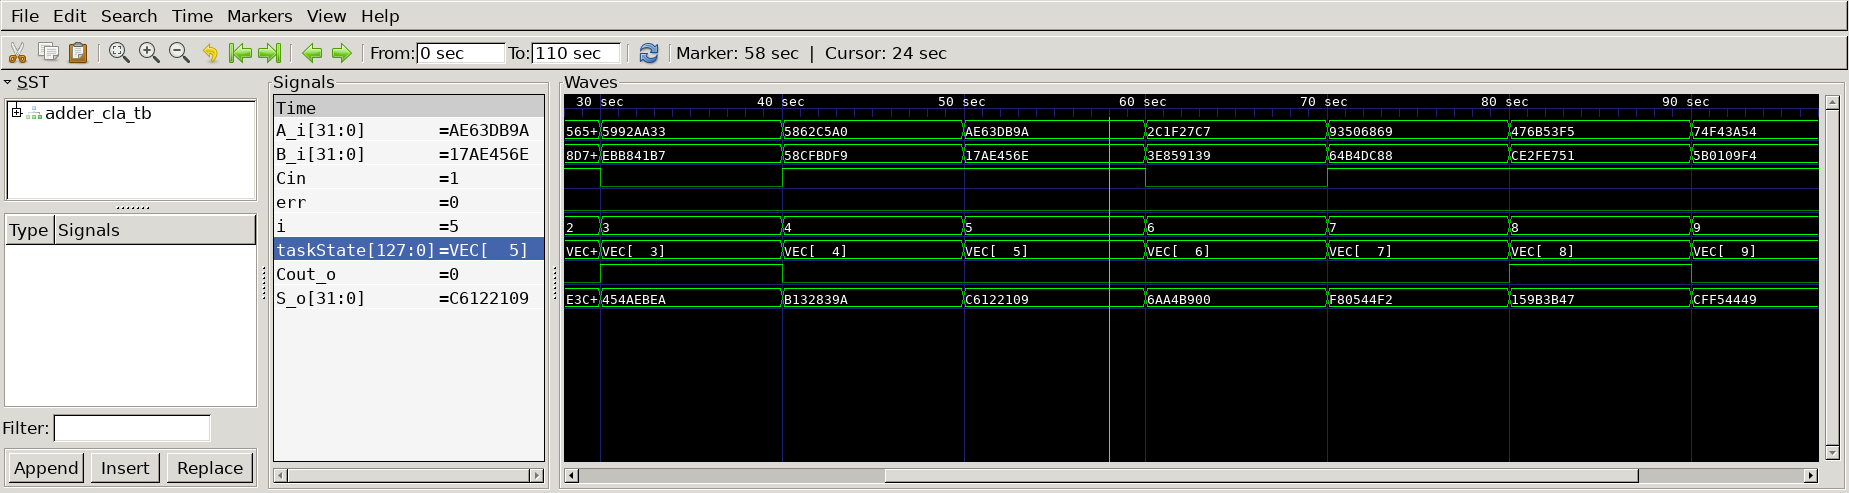 File Edit Search Time Markers View Help
From: 0 sec To: 110 sec Marker: 58 sec | Cursor: 24 sec
SST
adder_cla_tb
Type Signals
Filter:
Append Insert Replace
Signals
Time
A_i[31:0] =AE63DB9A
B_i[31:0] =17AE456E
Cin =1
err =0
i =5
taskState[127:0] =VEC[ 5]
Cout_o =0
S_o[31:0] =C6122109
Waves
30 sec 40 sec 50 sec 60 sec 70 sec 80 sec 90 sec
565+ 5992AA33 5862C5A0 AE63DB9A 2C1F27C7 93506869 476B53F5 74F43A54
8D7+ EBB841B7 58CFBDF9 17AE456E 3E859139 64B4DC88 CE2FE751 5B0109F4
2 3 4 5 6 7 8 9
VEC+ VEC[ 3] VEC[ 4] VEC[ 5] VEC[ 6] VEC[ 7] VEC[ 8] VEC[ 9]
E3C+ 454AEBEA B132839A C6122109 6AA4B900 F80544F2 159B3B47 CFF54449